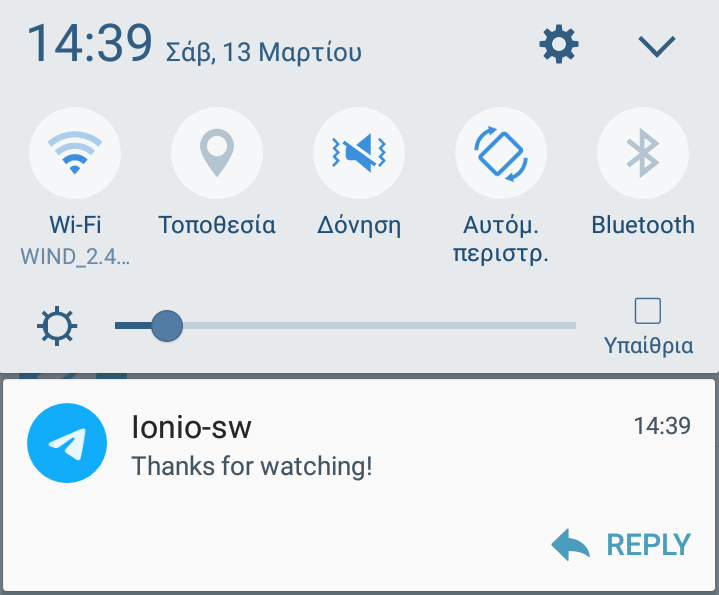 14:39 Σάβ, 13 Μαρτίου
Wi-Fi Τοποθεσία Δόνηση Αυτόμ. Bluetooth
WIND_2.4... περιστρ.
Υπαίθρια
Ionio-sw 14:39
Thanks for watching!
REPLY